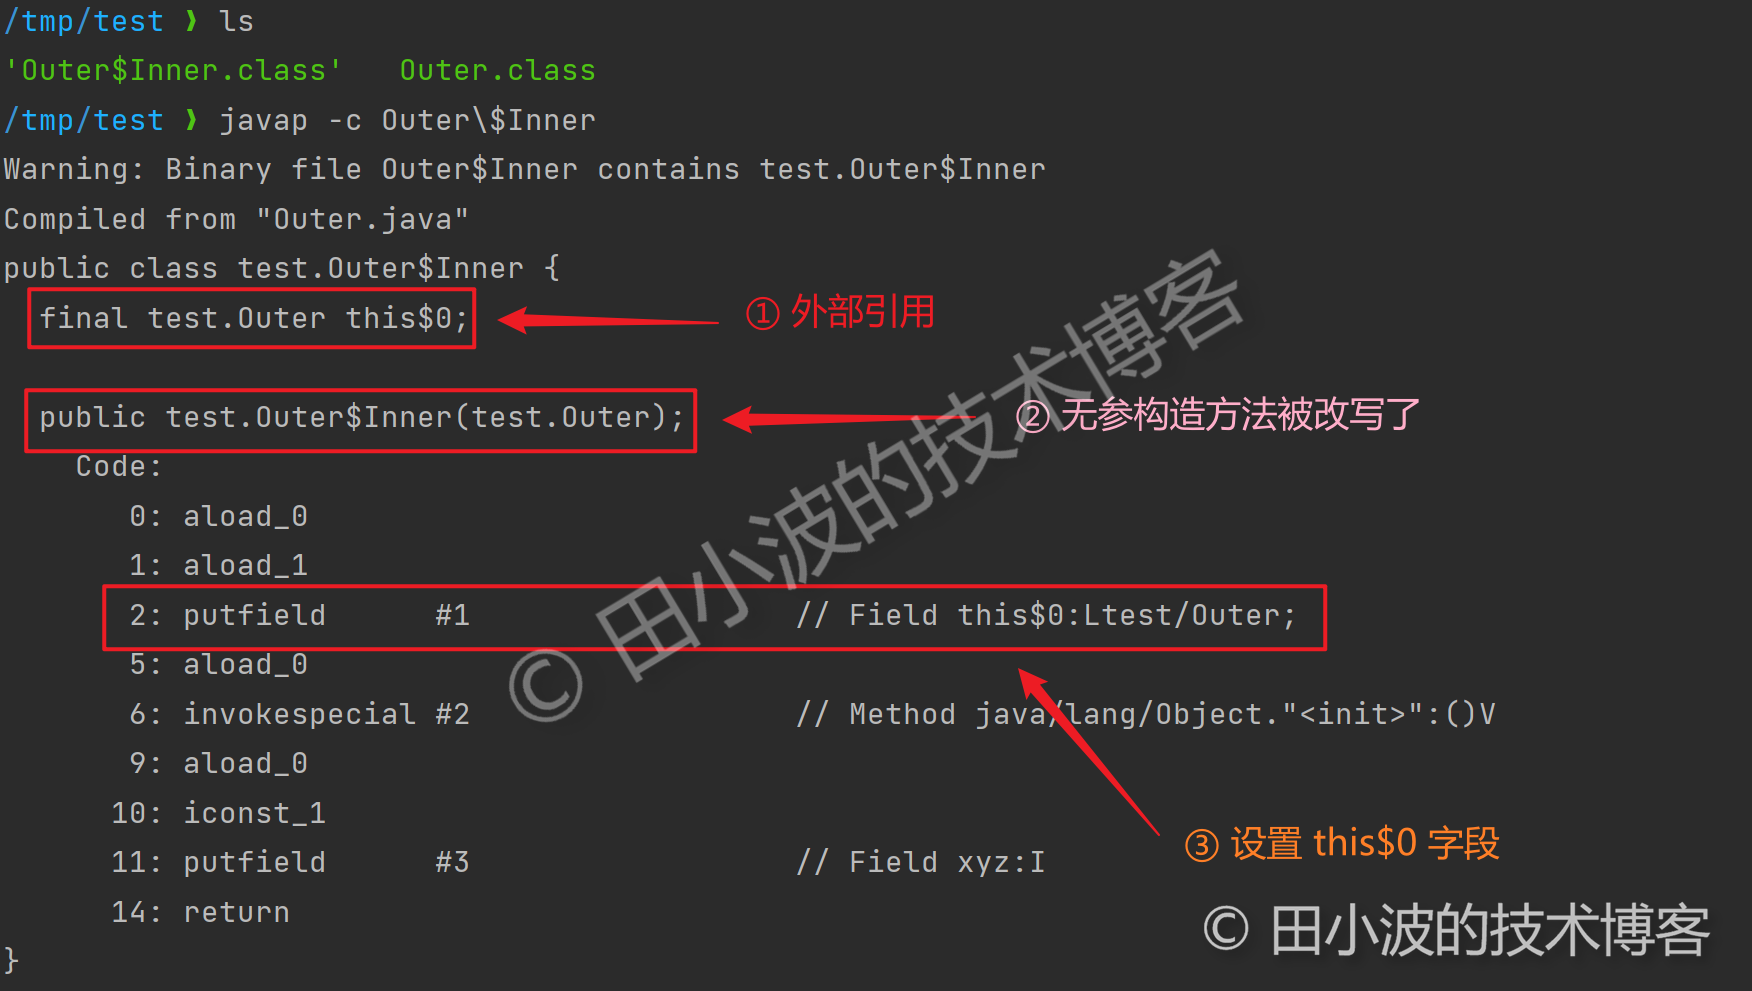 /tmp/test ❯ ls
'Outer$Inner.class'   Outer.class
/tmp/test ❯ javap -c Outer\$Inner
Warning: Binary file Outer$Inner contains test.Outer$Inner
Compiled from "Outer.java"
public class test.Outer$Inner {
  final test.Outer this$0;
① 外部引用
  public test.Outer$Inner(test.Outer);
② 无参构造方法被改写了
    Code:
       0: aload_0
       1: aload_1
       2: putfield      #1                  // Field this$0:Ltest/Outer;
       5: aload_0
       6: invokespecial #2                  // Method java/lang/Object."<init>":()V
       9: aload_0
      10: iconst_1
      11: putfield      #3                  // Field xyz:I
③ 设置 this$0 字段
      14: return
}
© 田小波的技术博客
© 田小波的技术博客